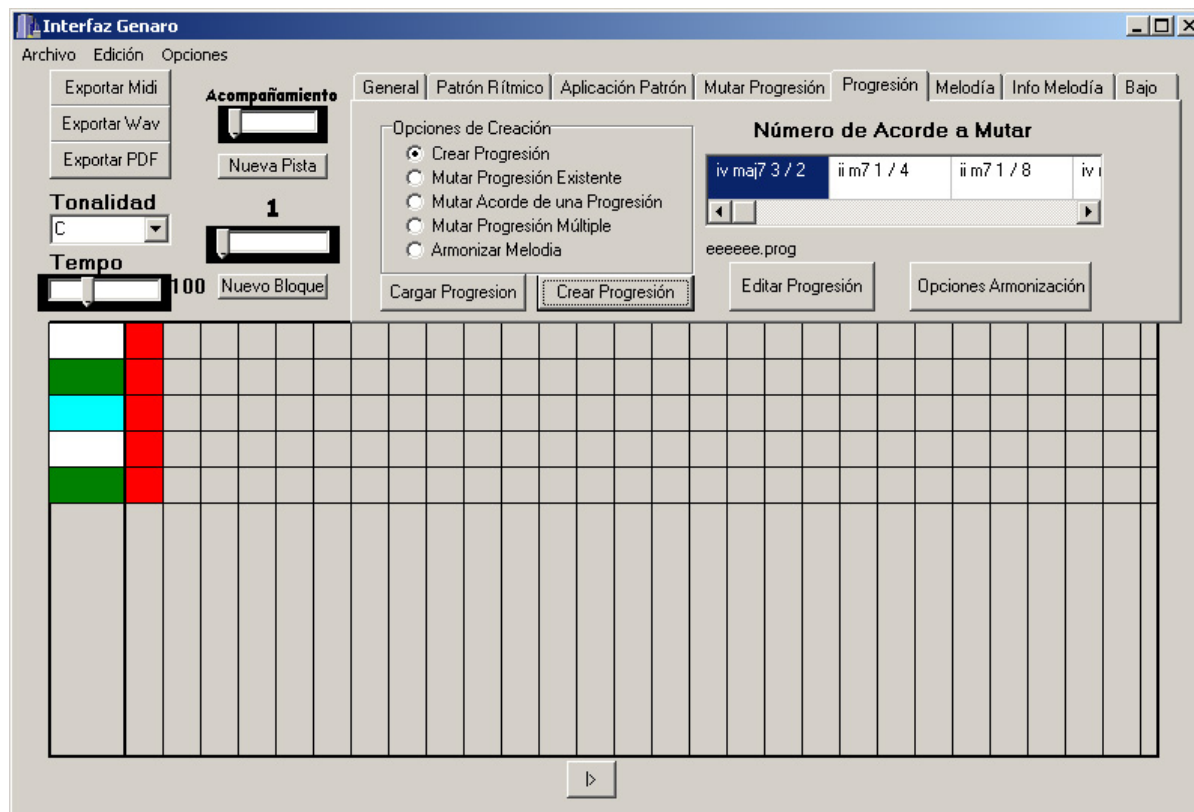 Interfaz Genaro
Archivo Edición Opciones
Exportar Midi
Exportar Wav
Exportar PDF
Tonalidad
C
Tempo
100
Acompañamiento
Nueva Pista
1
Nuevo Bloque
General Patrón Rítmico Aplicación Patrón Mutar Progresión Progresión Melodía Info Melodía Bajo
Opciones de Creación
Crear Progresión
Mutar Progresión Existente
Mutar Acorde de una Progresión
Mutar Progresión Múltiple
Armonizar Melodia
Cargar Progresion Crear Progresión
Número de Acorde a Mutar
iv maj7 3 / 2 ii m7 1 / 4 ii m7 1 / 8 iv
eeeeee.prog
Editar Progresión Opciones Armonización